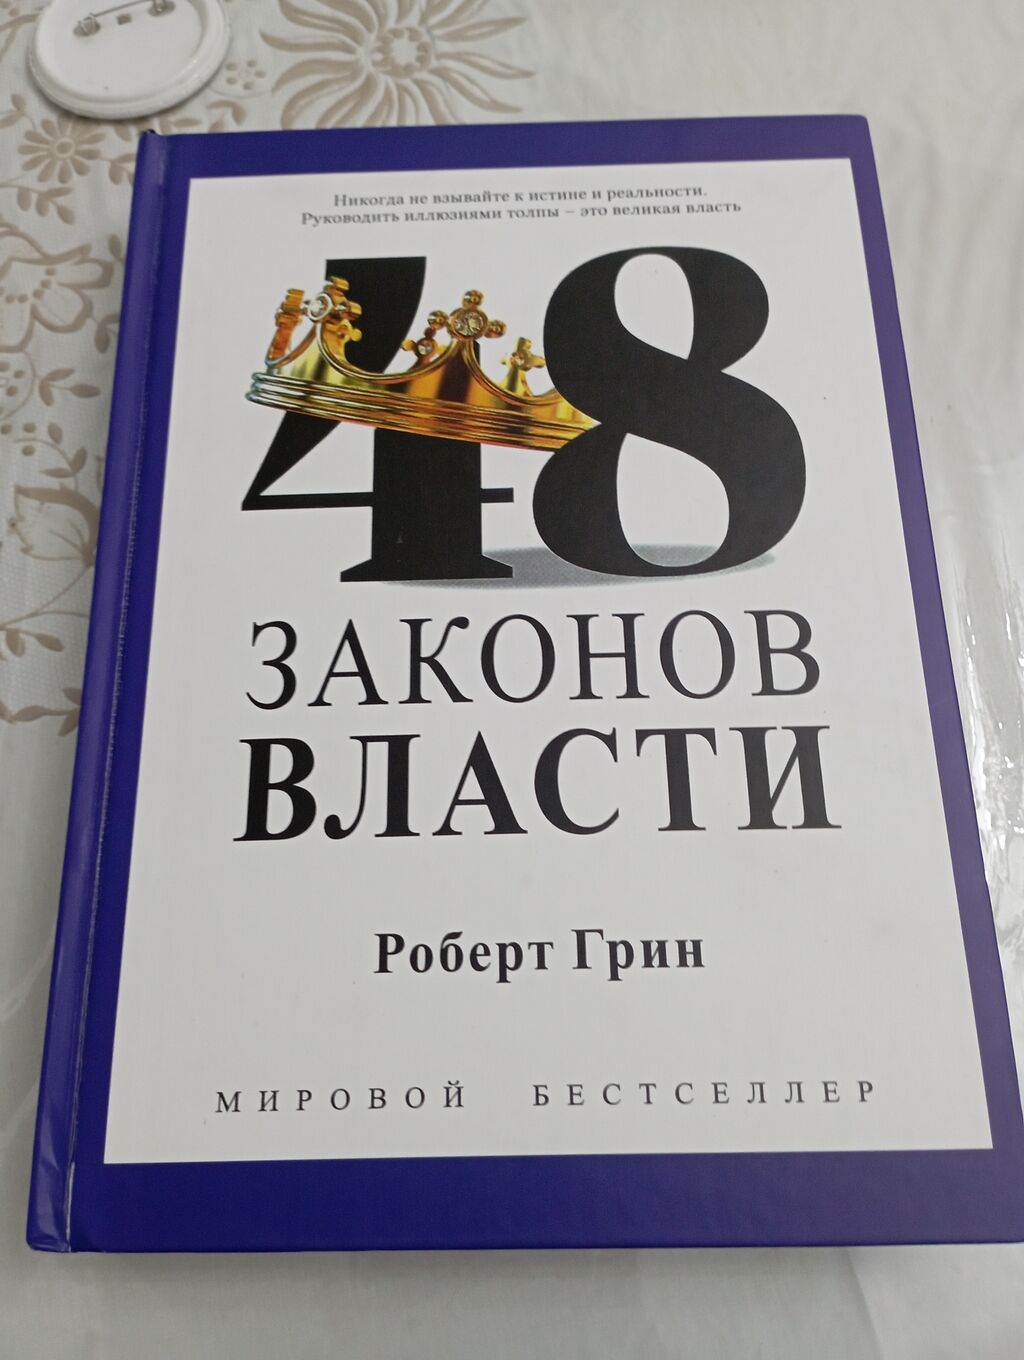 Никогда не взывайте к истине и реальности.
Руководить иллюзиями толпы – это великая власть
48
ЗАКОНОВ
ВЛАСТИ
Роберт Грин
МИРОВОЙ БЕСТСЕЛЛЕР